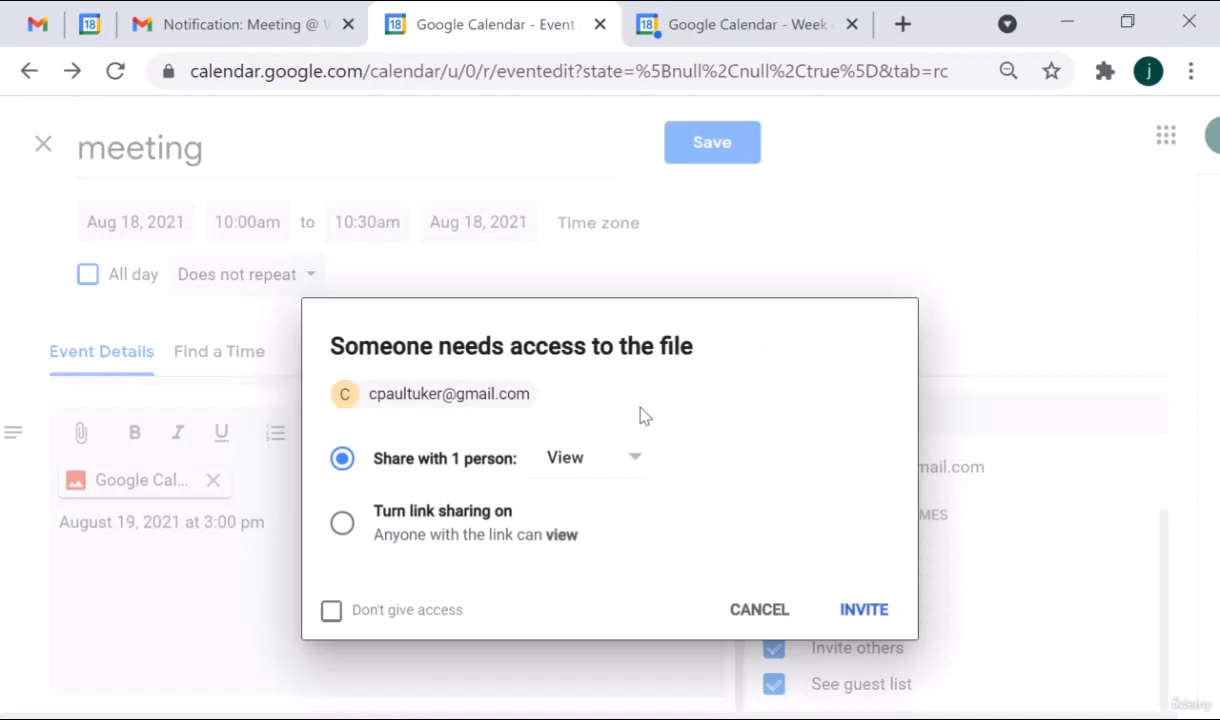 18
Notification: Meeting @ W
18
Google Calendar - Event
18
Google Calendar - Week
calendar.google.com/calendar/u/0/r/eventedit?state=%5Bnull%2Cnull%2Ctrue%5D&tab=rc
j
meeting
Save
Aug 18, 2021
10:00am
to
10:30am
Aug 18, 2021
Time zone
All day
Does not repeat
Event Details
Find a Time
Someone needs access to the file
C
cpaultuker@gmail.com
B
I
U
Share with 1 person:
View
mail.com
Google Cal...
Turn link sharing on
MES
August 19, 2021 at 3:00 pm
Anyone with the link can view
Don't give access
CANCEL
INVITE
Invite others
See guest list
Udemy